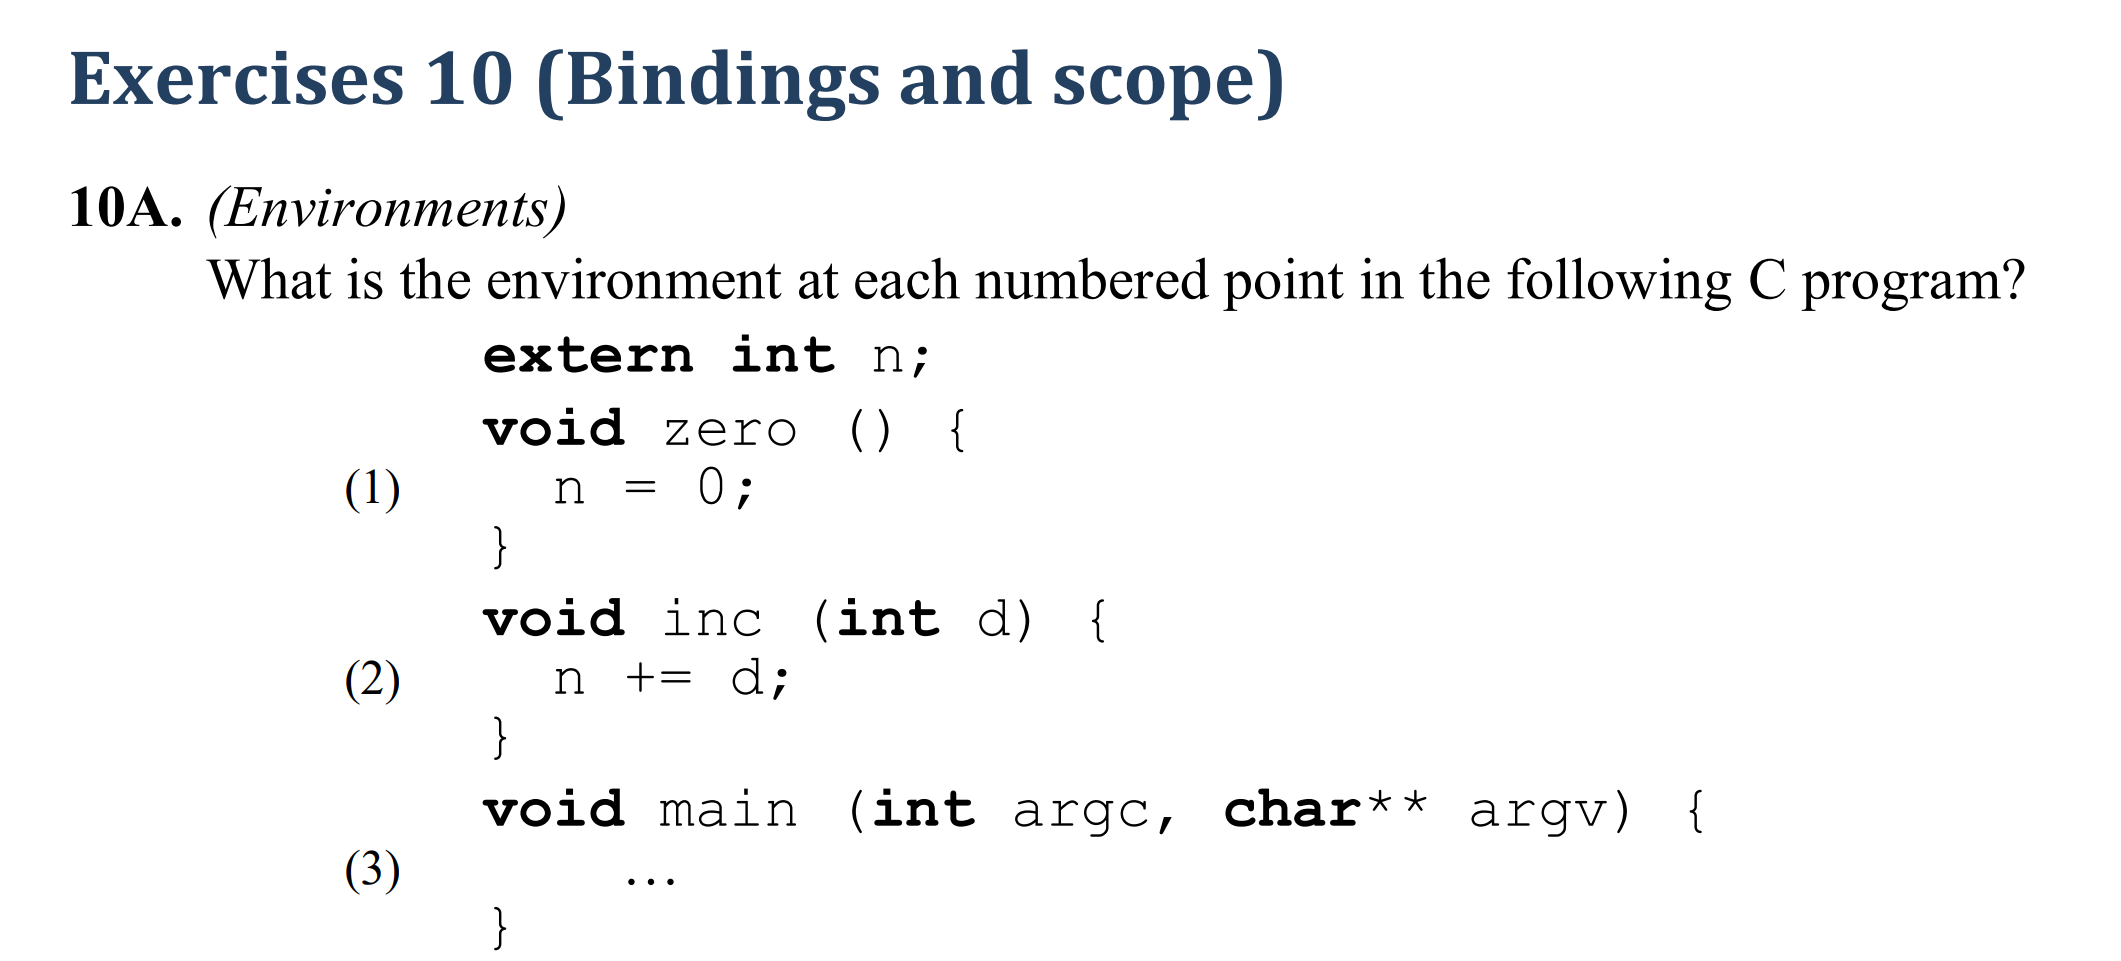 Exercises 10 (Bindings and scope)
10A. (Environments)
What is the environment at each numbered point in the following C program?
extern int n;
void zero () {
(1) n = 0;
}
void inc (int d) {
(2) n += d;
}
void main (int argc, char** argv) {
(3) ...
}